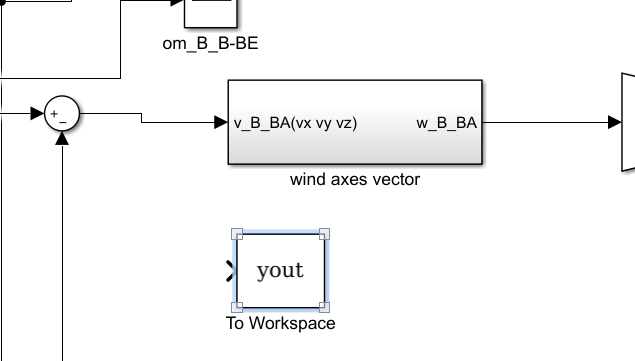 om_B_B-BE
+
_
v_B_BA(vx vy vz)
w_B_BA
wind axes vector
yout
To Workspace